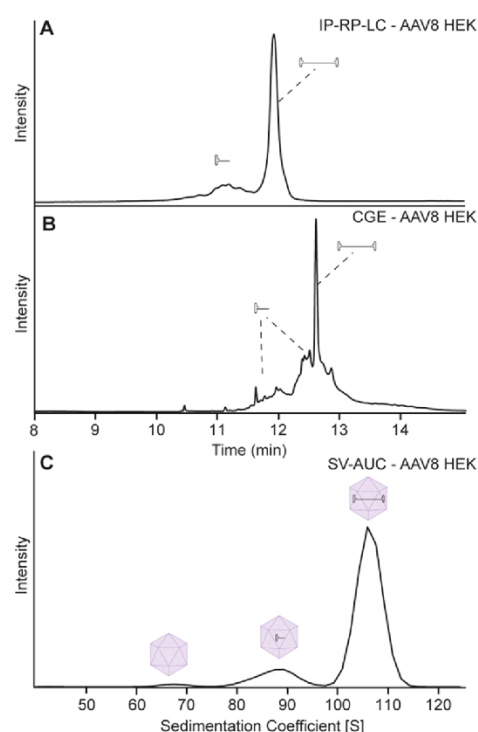 A
IP-RP-LC - AAV8 HEK
Intensity
B
CGE - AAV8 HEK
Intensity
8 9 10 11 12 13 14
Time (min)
C
SV-AUC - AAV8 HEK
Intensity
50 60 70 80 90 100 110 120
Sedimentation Coefficient [S]